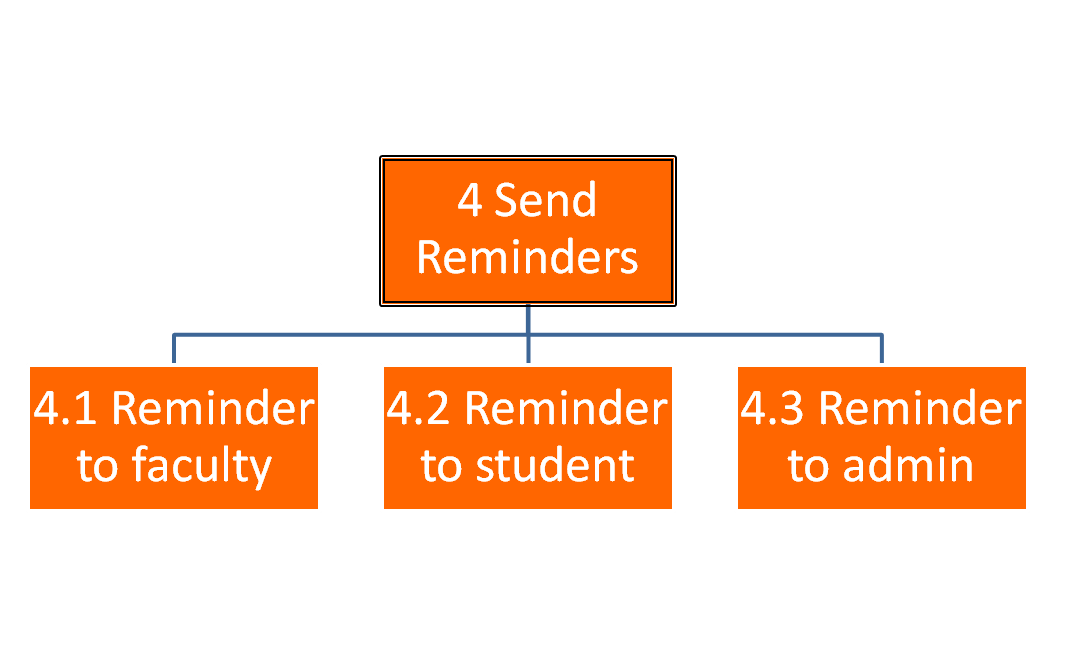 4 Send
Reminders
4.1 Reminder
to faculty
4.2 Reminder
to student
4.3 Reminder
to admin